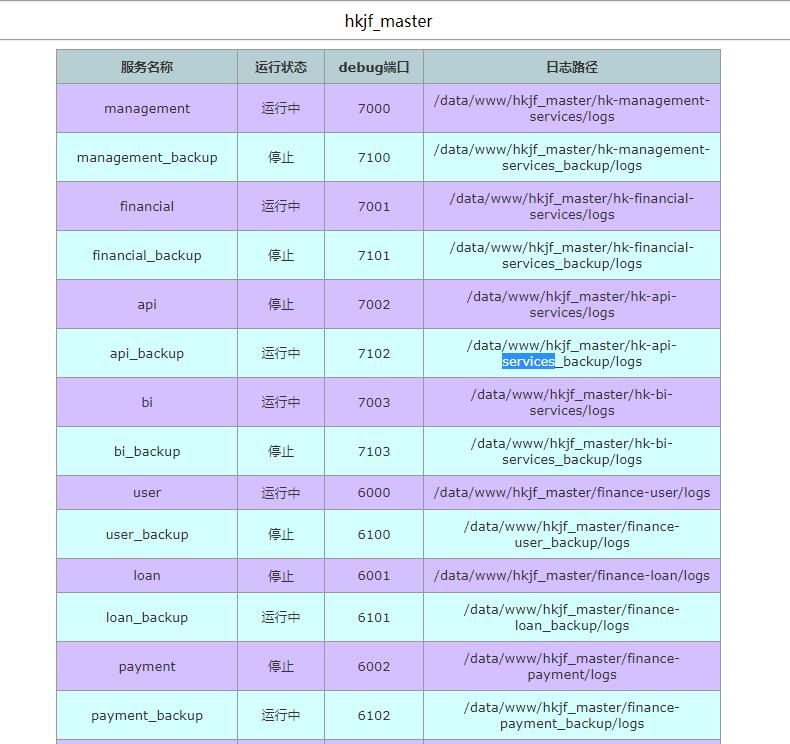 hkjf_master
服务名称 运行状态 debug端口 日志路径
management 运行中 7000 /data/www/hkjf_master/hk-management-
services/logs
management_backup 停止 7100 /data/www/hkjf_master/hk-management-
services_backup/logs
financial 运行中 7001 /data/www/hkjf_master/hk-financial-
services/logs
financial_backup 停止 7101 /data/www/hkjf_master/hk-financial-
services_backup/logs
api 停止 7002 /data/www/hkjf_master/hk-api-
services/logs
api_backup 运行中 7102 /data/www/hkjf_master/hk-api-
services_backup/logs
bi 运行中 7003 /data/www/hkjf_master/hk-bi-
services/logs
bi_backup 停止 7103 /data/www/hkjf_master/hk-bi-
services_backup/logs
user 运行中 6000 /data/www/hkjf_master/finance-user/logs
user_backup 停止 6100 /data/www/hkjf_master/finance-
user_backup/logs
loan 停止 6001 /data/www/hkjf_master/finance-loan/logs
loan_backup 运行中 6101 /data/www/hkjf_master/finance-
loan_backup/logs
payment 停止 6002 /data/www/hkjf_master/finance-
payment/logs
payment_backup 运行中 6102 /data/www/hkjf_master/finance-
payment_backup/logs